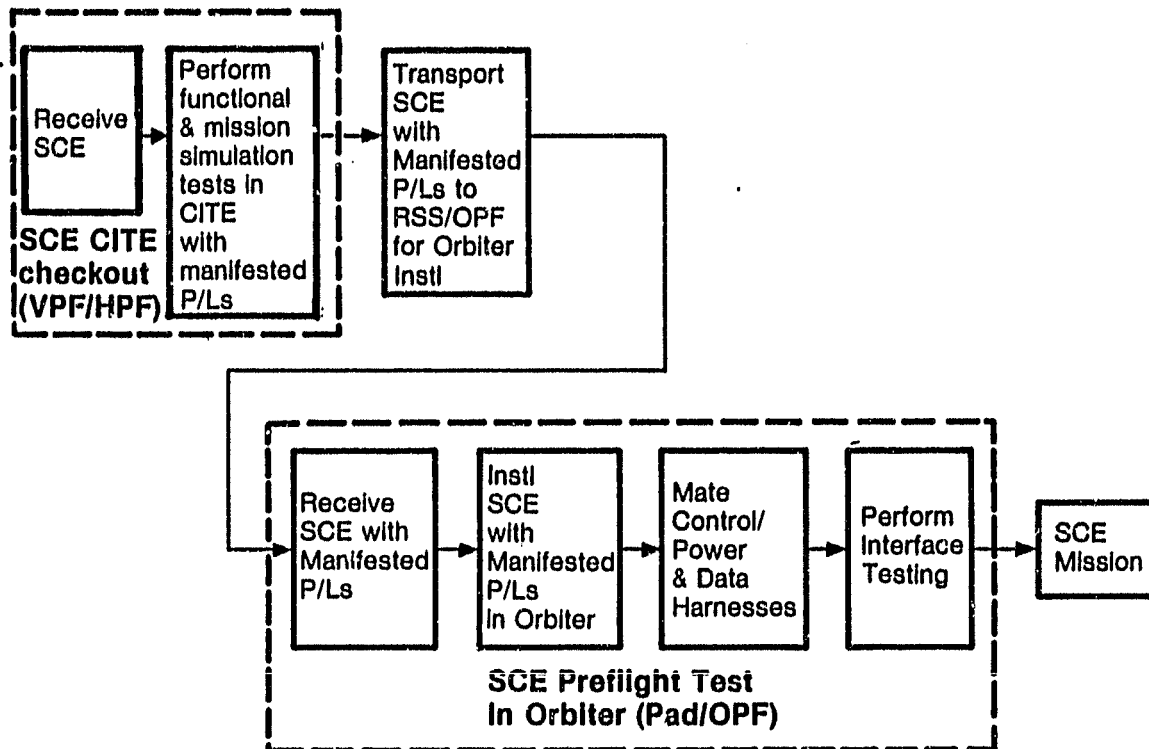 Receive
SCE
Perform
functional
& mission
simulation
tests in
CITE
with
manifested
P/Ls
SCE CITE
checkout
(VPF/HPF)
Transport
SCE
with
Manifested
P/Ls to
RSS/OPF
for Orbiter
Instl
Receive
SCE with
Manifested
P/Ls
Instl
SCE
with
Manifested
P/Ls
in Orbiter
Mate
Control/
Power
& Data
Harnesses
Perform
Interface
Testing
SCE
Mission
SCE Preflight Test
in Orbiter (Pad/OPF)